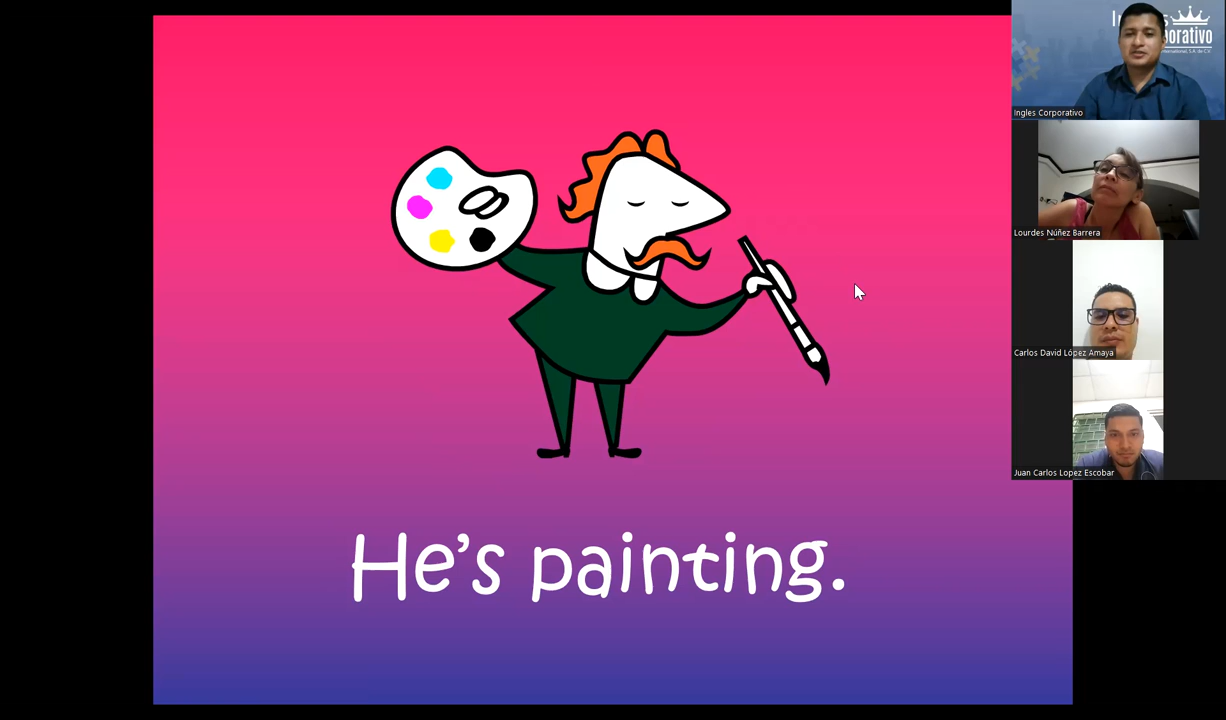 He's painting.
orativo
Ingles Corporativo
Lourdes Núñez Barrera
Carlos David López Amaya
Juan Carlos Lopez Escobar